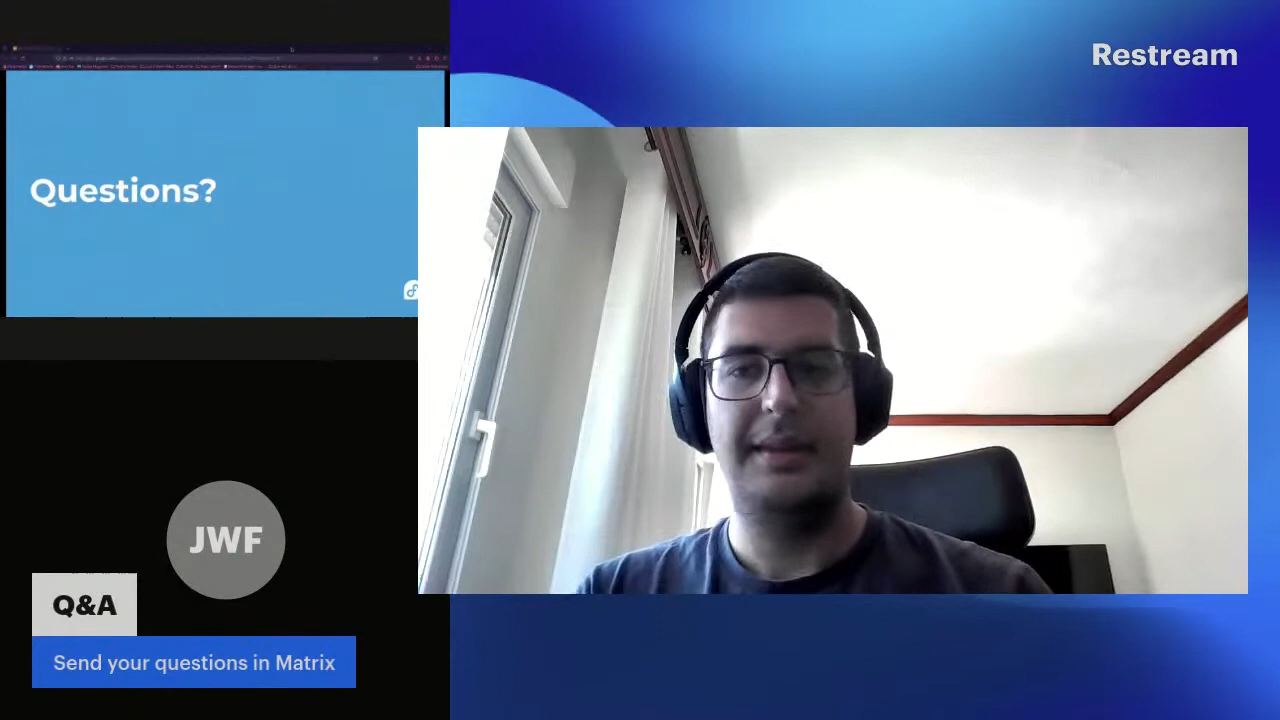 Restream
Questions?
JWF
Q&A
Send your questions in Matrix